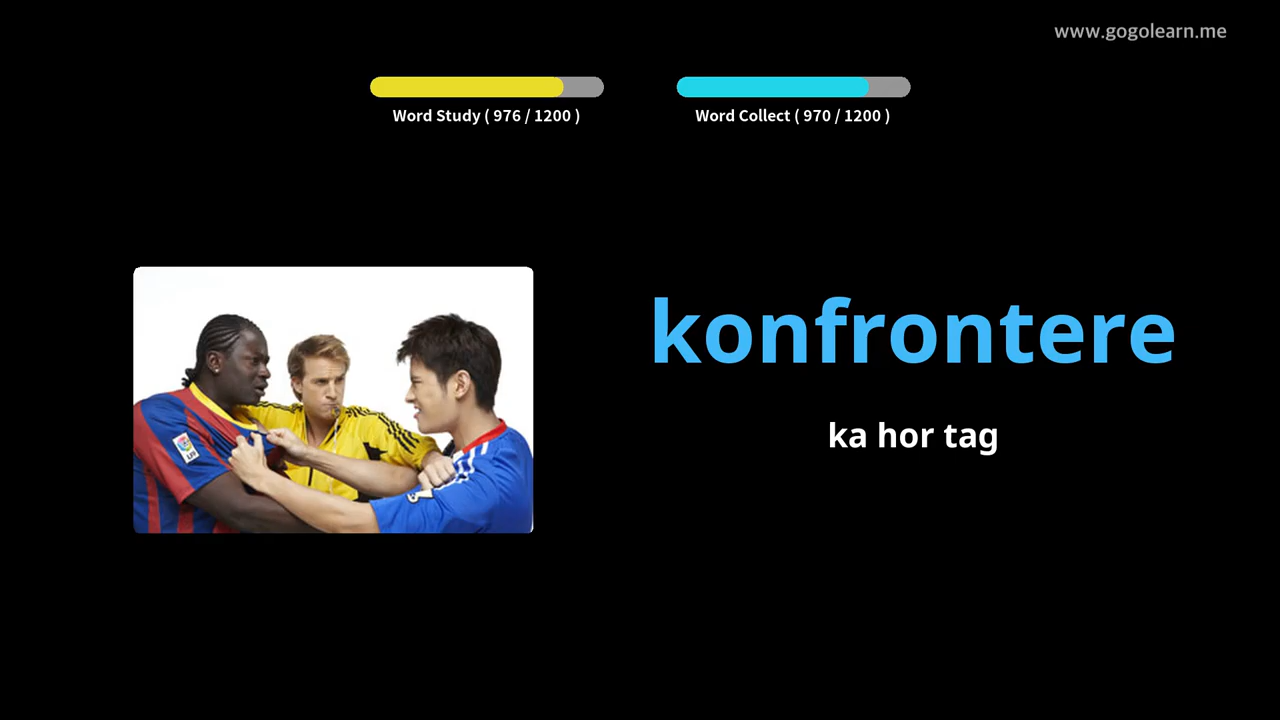 www.gogolearn.me
Word Study ( 976 / 1200 )
Word Collect ( 970 / 1200 )
konfrontere
ka hor tag